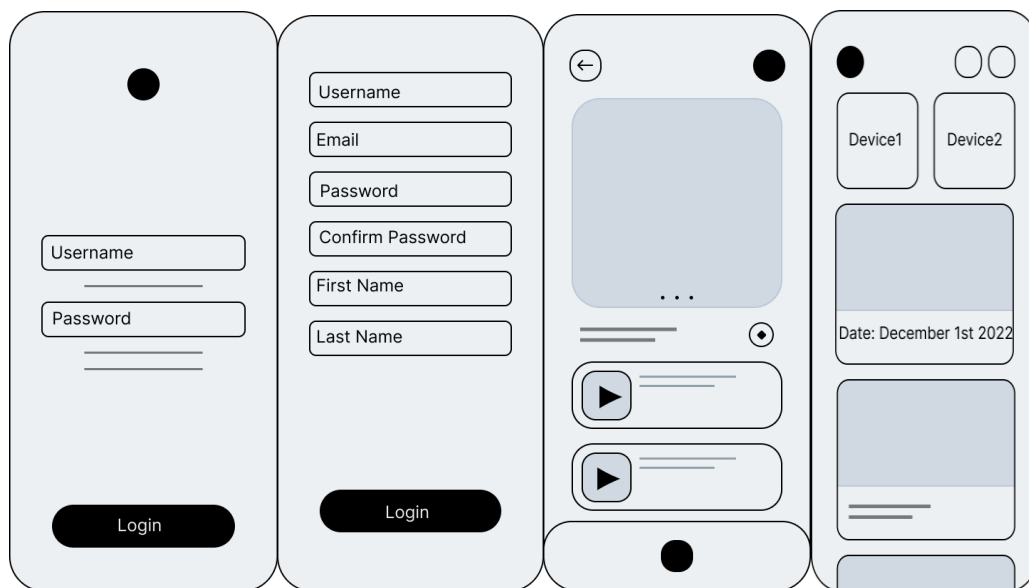 Username
Password
Login
Username
Email
Password
Confirm Password
First Name
Last Name
Login
Device1
Device2
Date: December 1st 2022